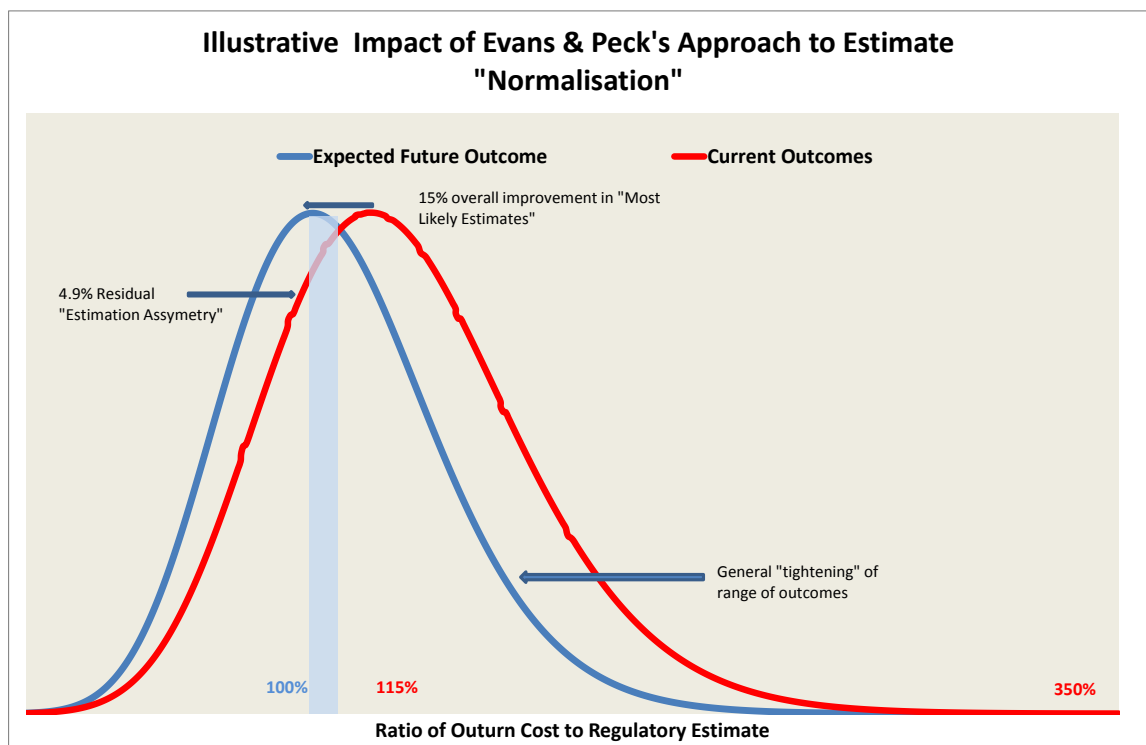 Illustrative  Impact of Evans & Peck's Approach to Estimate
"Normalisation"
Expected Future Outcome
Current Outcomes
15% overall improvement in "Most
Likely Estimates"
4.9% Residual
"Estimation Assymetry"
General "tightening" of
range of outcomes
100%
115%
350%
Ratio of Outurn Cost to Regulatory Estimate